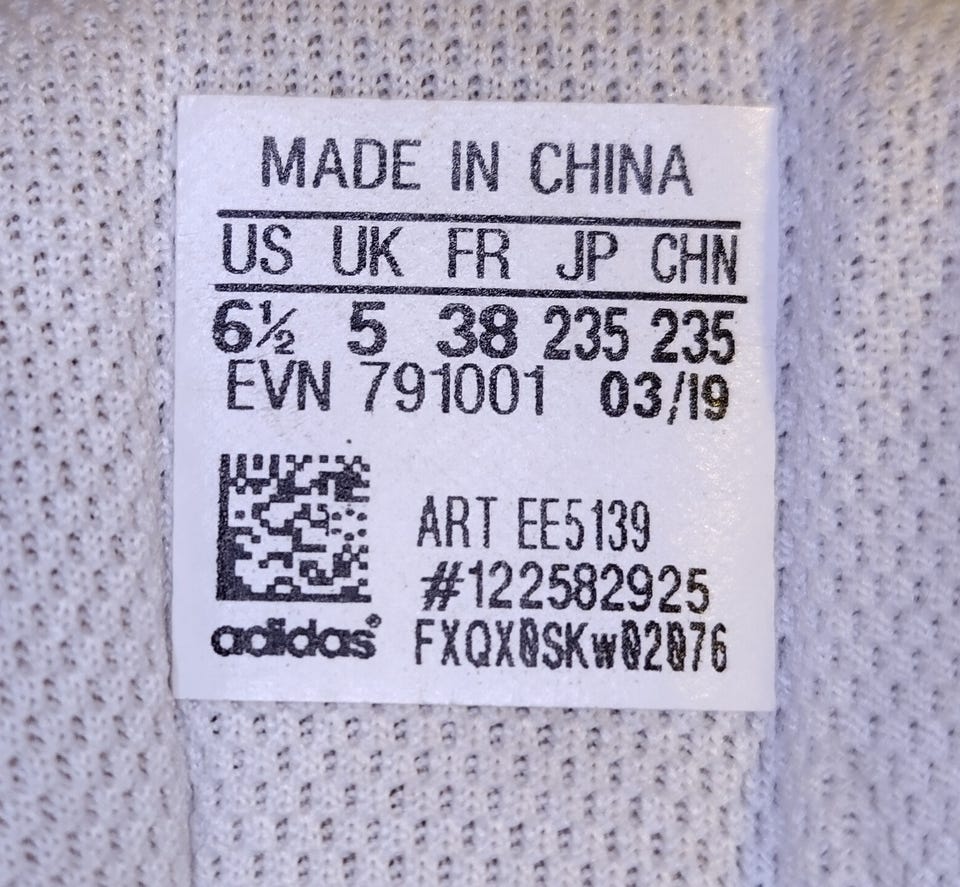 MADE IN CHINA
US UK FR JP CHN
6½ 5 38 235 235
EVN 791001 03/19
ART EE5139
#122582925
adidas® FXQX0SKw02076